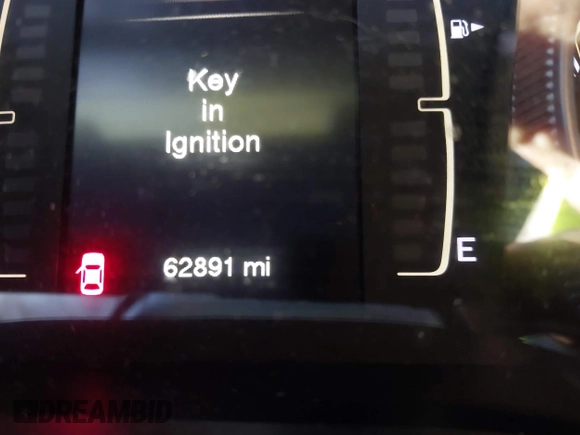 Key
in
Ignition
62891 mi
E
DREAMBID